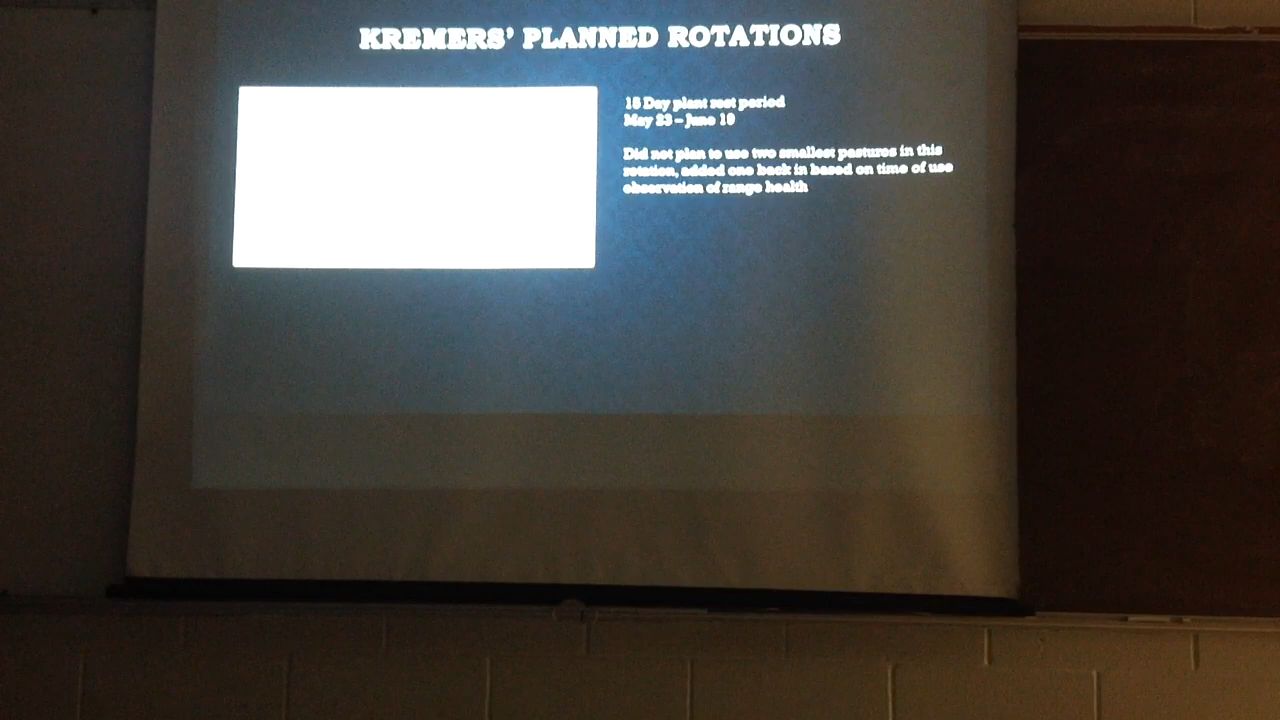 KREMERS' PLANNED ROTATIONS
15 Day plant rest period
May 23 – June 19
Did not plan to use two smallest pastures in this
rotation, added one back in based on time of use
observation of range health